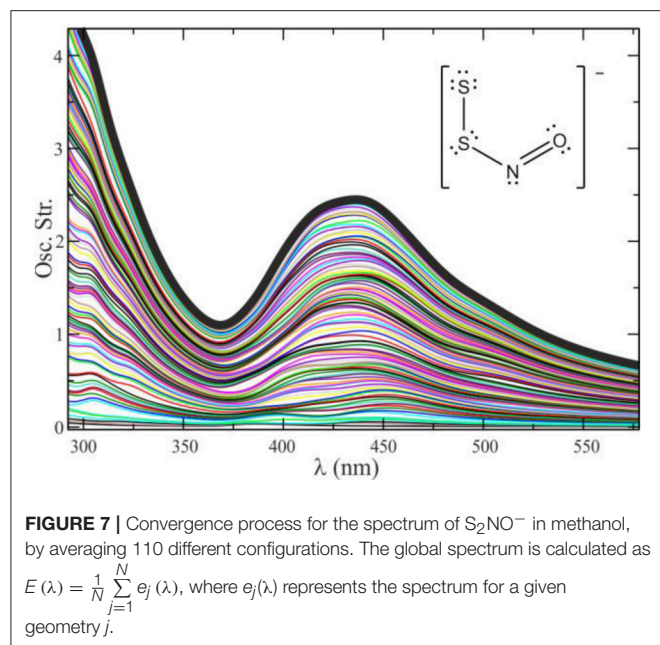 4
3
2
1
0
Osc. Str.
300 350 400 450 500 550
λ (nm)
S
S
N
O
−
FIGURE 7 | Convergence process for the spectrum of S₂NO⁻ in methanol,
by averaging 110 different configurations. The global spectrum is calculated as
E (λ) = 1/N N∑j=1 eⱼ (λ), where eⱼ(λ) represents the spectrum for a given
geometry j.